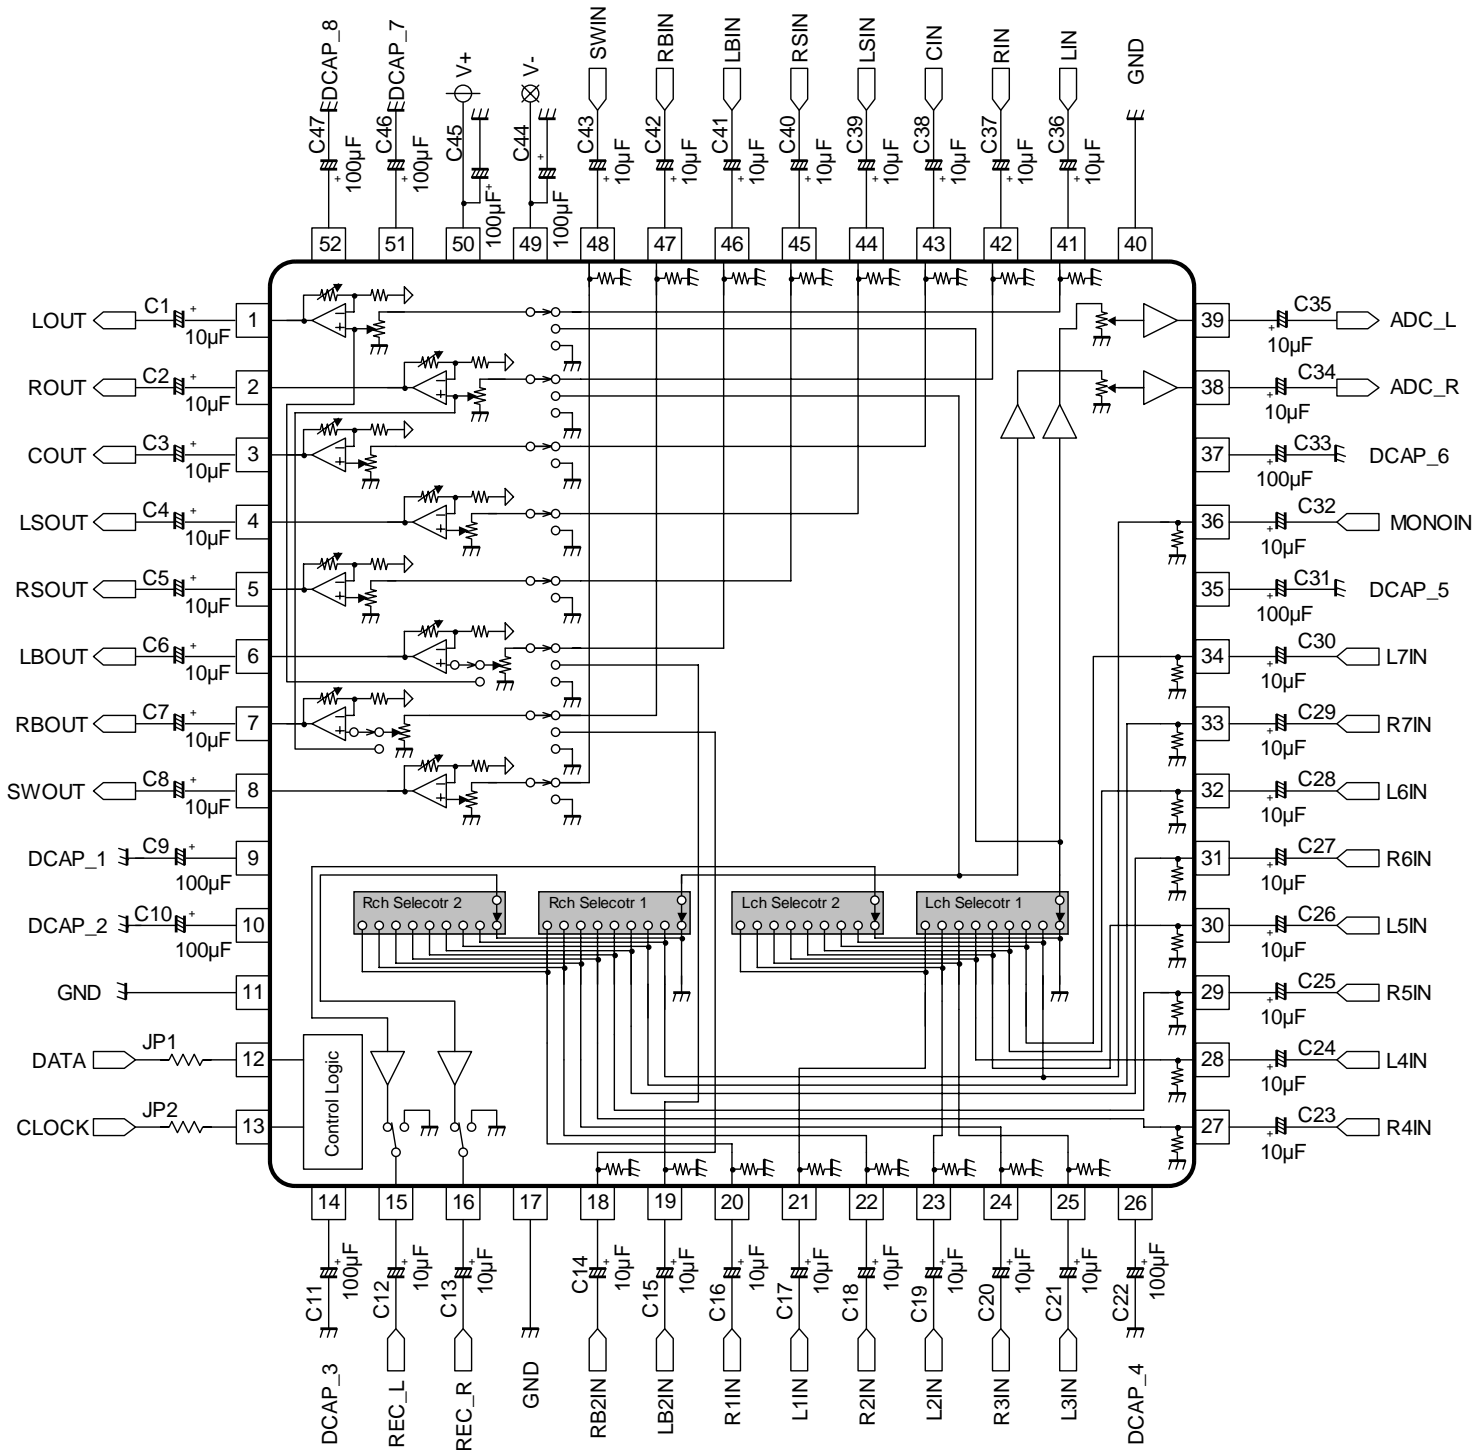 DCAP_8
DCAP_7
V+
V-
SWIN
RBIN
LBIN
RSIN
LSIN
CIN
RIN
LIN
GND
C47
100µF
+
C46
100µF
+
C45
100µF
+
C44
100µF
+
C43
10µF
+
C42
10µF
+
C41
10µF
+
C40
10µF
+
C39
10µF
+
C38
10µF
+
C37
10µF
+
C36
10µF
+
52
51
50
49
48
47
46
45
44
43
42
41
40
LOUT
C1
+
10µF
1
ROUT
C2
+
10µF
2
COUT
C3
+
10µF
3
LSOUT
C4
+
10µF
4
RSOUT
C5
+
10µF
5
LBOUT
C6
+
10µF
6
RBOUT
C7
+
10µF
7
SWOUT
C8
+
10µF
8
DCAP_1
C9
+
100µF
9
DCAP_2
C10
+
100µF
10
GND
11
DATA
JP1
12
CLOCK
JP2
13
Control Logic
Rch Selecotr 2
Rch Selecotr 1
Lch Selecotr 2
Lch Selecotr 1
39
C35
+
10µF
ADC_L
38
C34
+
10µF
ADC_R
37
C33
+
100µF
DCAP_6
36
C32
+
10µF
MONOIN
35
C31
+
100µF
DCAP_5
34
C30
+
10µF
L7IN
33
C29
+
10µF
R7IN
32
C28
+
10µF
L6IN
31
C27
+
10µF
R6IN
30
C26
+
10µF
L5IN
29
C25
+
10µF
R5IN
28
C24
+
10µF
L4IN
27
C23
+
10µF
R4IN
14
15
16
17
18
19
20
21
22
23
24
25
26
C11
+
100µF
C12
+
10µF
C13
+
10µF
C14
+
10µF
C15
+
10µF
C16
+
10µF
C17
+
10µF
C18
+
10µF
C19
+
10µF
C20
+
10µF
C21
+
10µF
C22
+
100µF
DCAP_3
REC_L
REC_R
GND
RB2IN
LB2IN
R1IN
L1IN
R2IN
L2IN
R3IN
L3IN
DCAP_4